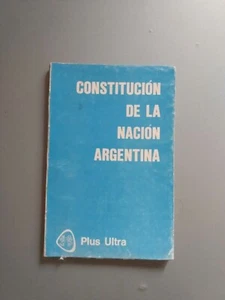 CONSTITUCIÓN
DE LA
NACIÓN
ARGENTINA
Plus Ultra